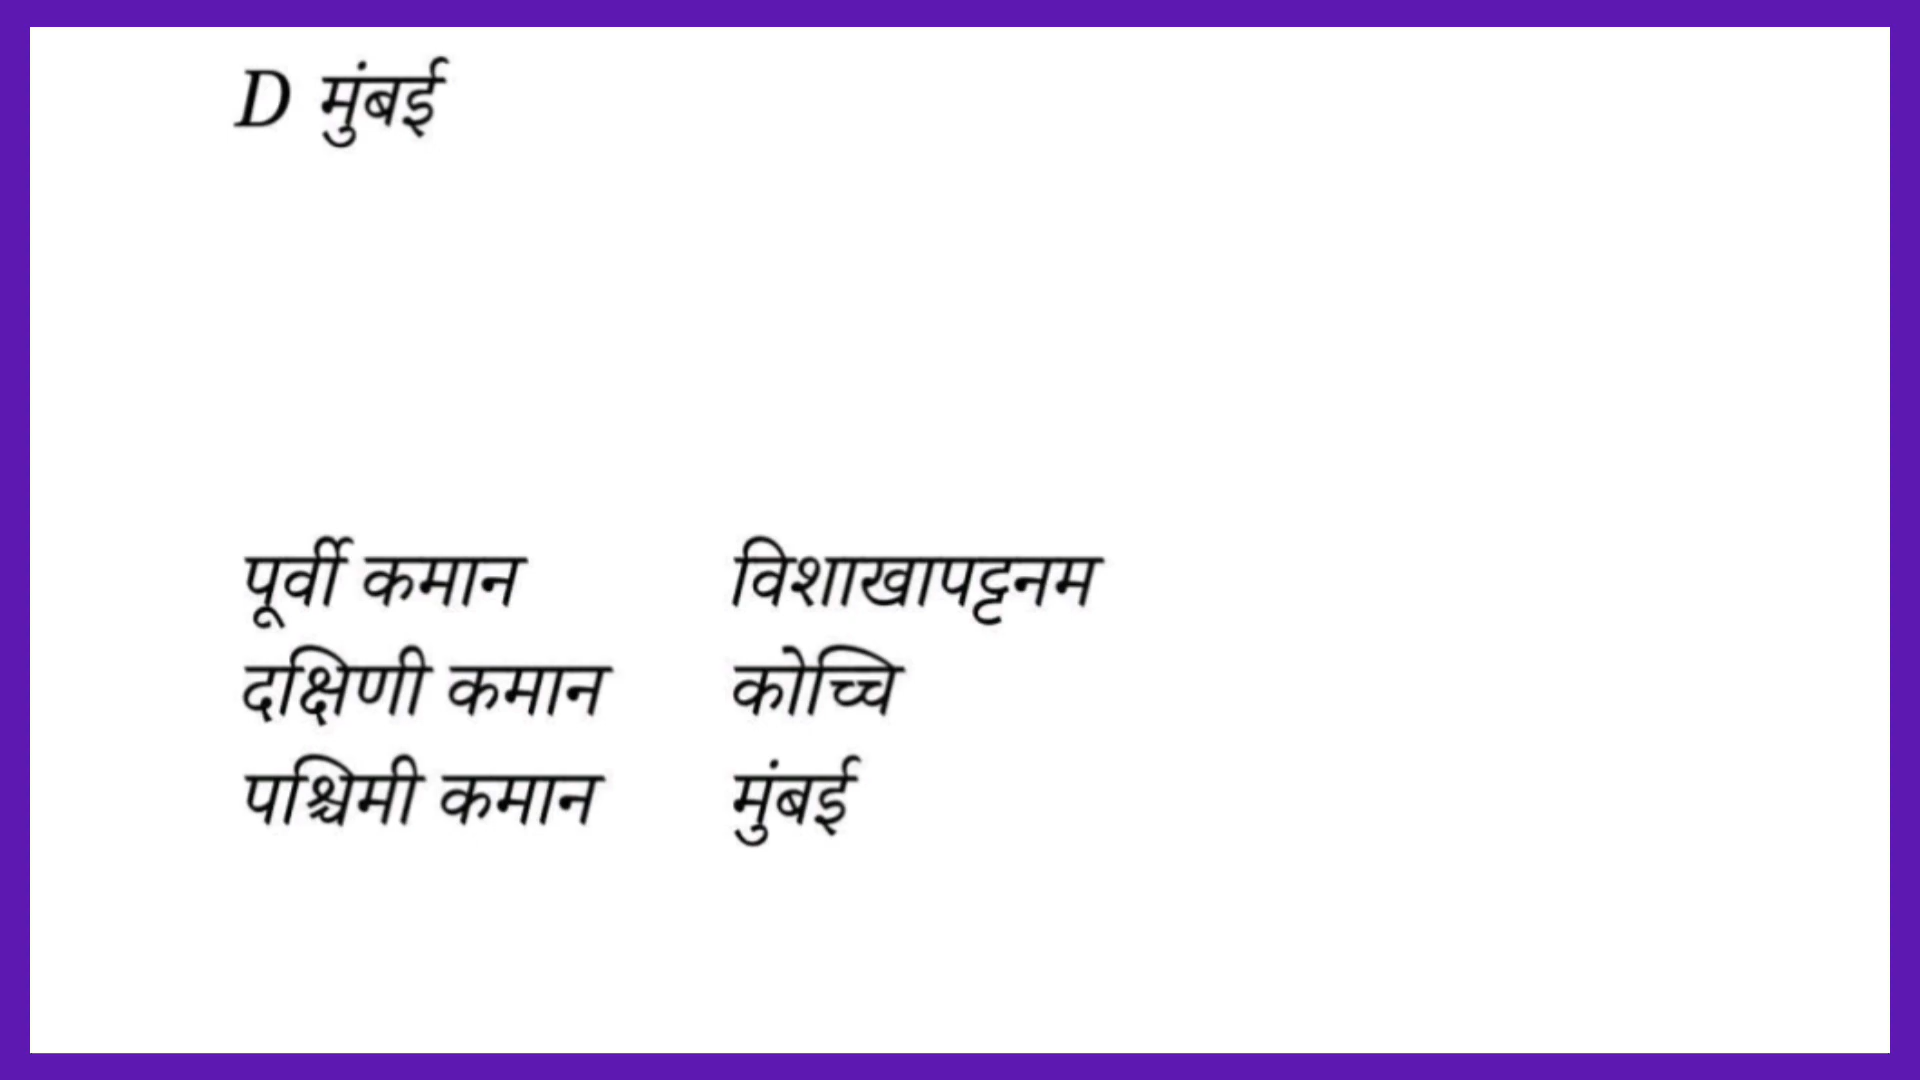 D मुंबई
पूर्वी कमान विशाखापट्टनम
दक्षिणी कमान कोच्चि
पश्चिमी कमान मुंबई